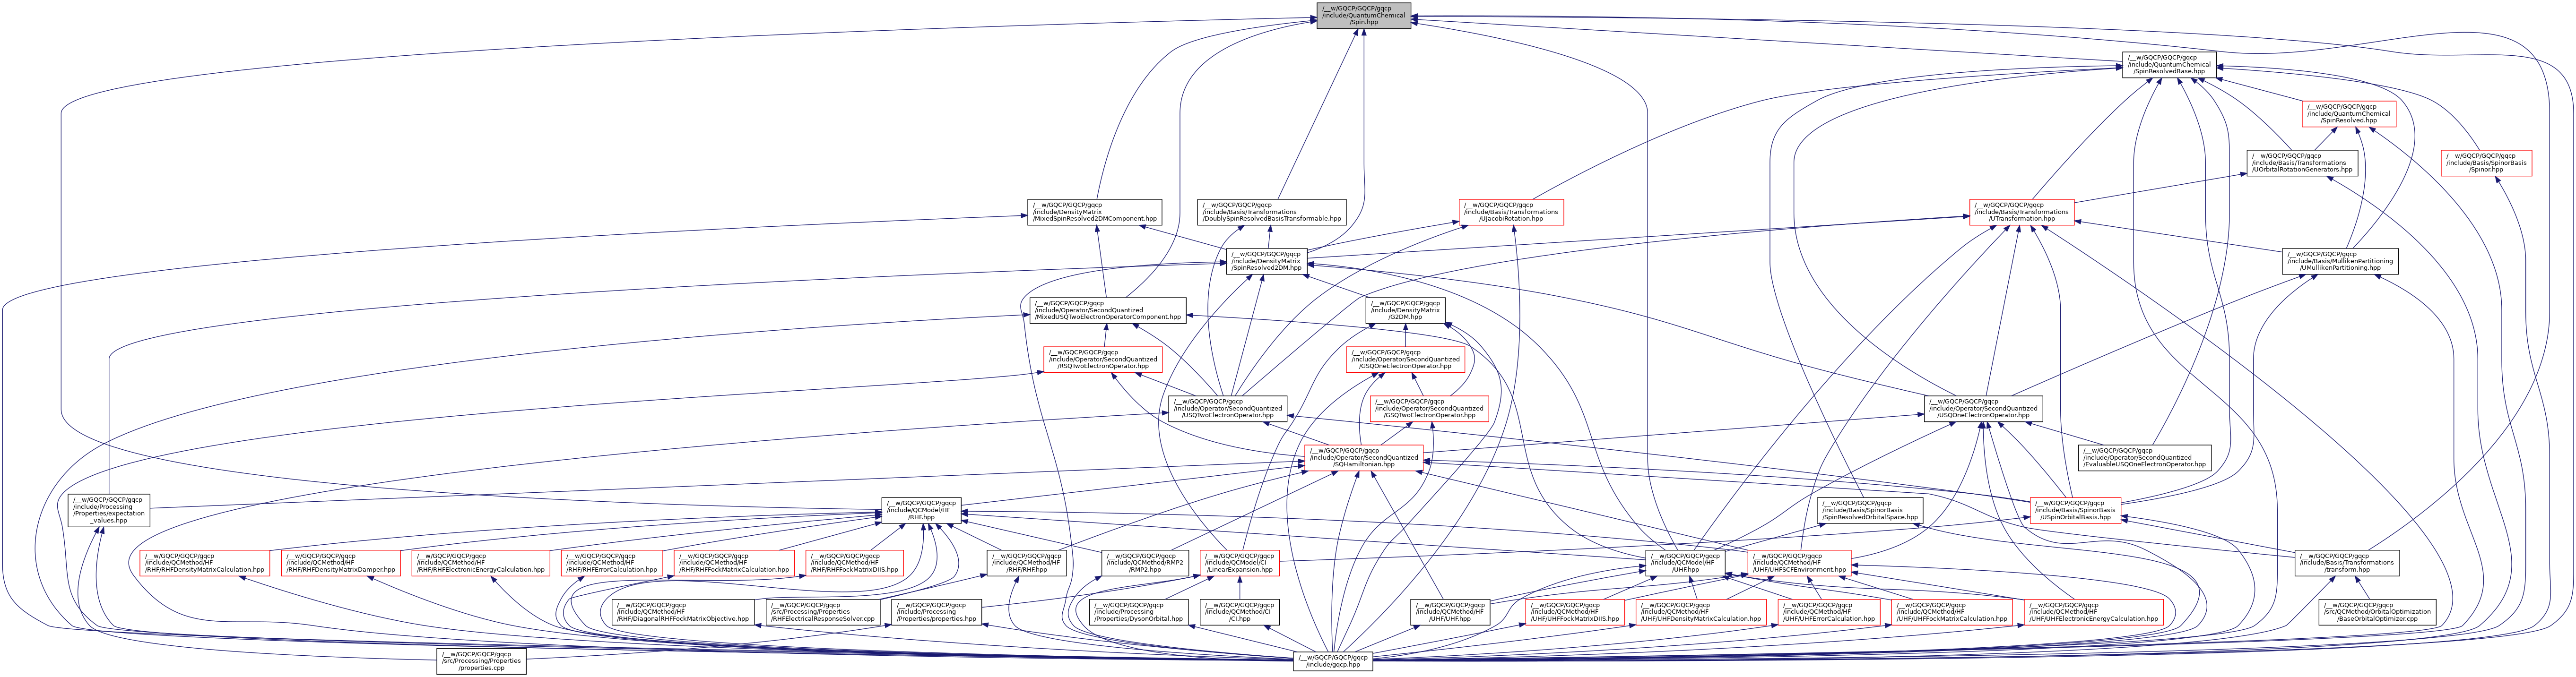 /__w/GQCP/GQCP/gqcp
/include/QuantumChemical
/Spin.hpp
/__w/GQCP/GQCP/gqcp
/include/QuantumChemical
/SpinResolvedBase.hpp
/__w/GQCP/GQCP/gqcp
/include/QuantumChemical
/SpinResolved.hpp
/__w/GQCP/GQCP/gqcp
/include/Basis/Transformations
/UOrbitalRotationGenerators.hpp
/__w/GQCP/GQCP/gqcp
/include/Basis/SpinorBasis
/Spinor.hpp
/__w/GQCP/GQCP/gqcp
/include/DensityMatrix
/MixedSpinResolved2DMComponent.hpp
/__w/GQCP/GQCP/gqcp
/include/Basis/Transformations
/DoublySpinResolvedBasisTransformable.hpp
/__w/GQCP/GQCP/gqcp
/include/Basis/Transformations
/UJacobiRotation.hpp
/__w/GQCP/GQCP/gqcp
/include/Basis/Transformations
/UTransformation.hpp
/__w/GQCP/GQCP/gqcp
/include/DensityMatrix
/SpinResolved2DM.hpp
/__w/GQCP/GQCP/gqcp
/include/Basis/MullikenPartitioning
/UMullikenPartitioning.hpp
/__w/GQCP/GQCP/gqcp
/include/Operator/SecondQuantized
/MixedUSQTwoElectronOperatorComponent.hpp
/__w/GQCP/GQCP/gqcp
/include/DensityMatrix
/G2DM.hpp
/__w/GQCP/GQCP/gqcp
/include/Operator/SecondQuantized
/RSQTwoElectronOperator.hpp
/__w/GQCP/GQCP/gqcp
/include/Operator/SecondQuantized
/GSQOneElectronOperator.hpp
/__w/GQCP/GQCP/gqcp
/include/Operator/SecondQuantized
/USQTwoElectronOperator.hpp
/__w/GQCP/GQCP/gqcp
/include/Operator/SecondQuantized
/GSQTwoElectronOperator.hpp
/__w/GQCP/GQCP/gqcp
/include/Operator/SecondQuantized
/USQOneElectronOperator.hpp
/__w/GQCP/GQCP/gqcp
/include/Operator/SecondQuantized
/SQHamiltonian.hpp
/__w/GQCP/GQCP/gqcp
/include/Operator/SecondQuantized
/EvaluableUSQOneElectronOperator.hpp
/__w/GQCP/GQCP/gqcp
/include/Processing
/Properties/expectation
_values.hpp
/__w/GQCP/GQCP/gqcp
/include/QCModel/HF
/RHF.hpp
/__w/GQCP/GQCP/gqcp
/include/Basis/SpinorBasis
/SpinResolvedOrbitalSpace.hpp
/__w/GQCP/GQCP/gqcp
/include/Basis/SpinorBasis
/USpinOrbitalBasis.hpp
/__w/GQCP/GQCP/gqcp
/include/QCMethod/HF
/RHF/RHFDensityMatrixCalculation.hpp
/__w/GQCP/GQCP/gqcp
/include/QCMethod/HF
/RHF/RHFDensityMatrixDamper.hpp
/__w/GQCP/GQCP/gqcp
/include/QCMethod/HF
/RHF/RHFElectronicEnergyCalculation.hpp
/__w/GQCP/GQCP/gqcp
/include/QCMethod/HF
/RHF/RHFErrorCalculation.hpp
/__w/GQCP/GQCP/gqcp
/include/QCMethod/HF
/RHF/RHFFockMatrixCalculation.hpp
/__w/GQCP/GQCP/gqcp
/include/QCMethod/HF
/RHF/RHFFockMatrixDIIS.hpp
/__w/GQCP/GQCP/gqcp
/include/QCMethod/HF
/RHF/RHF.hpp
/__w/GQCP/GQCP/gqcp
/include/QCMethod/RMP2
/RMP2.hpp
/__w/GQCP/GQCP/gqcp
/include/QCModel/CI
/LinearExpansion.hpp
/__w/GQCP/GQCP/gqcp
/include/QCModel/HF
/UHF.hpp
/__w/GQCP/GQCP/gqcp
/include/QCMethod/HF
/UHF/UHFSCFEnvironment.hpp
/__w/GQCP/GQCP/gqcp
/include/Basis/Transformations
/transform.hpp
/__w/GQCP/GQCP/gqcp
/include/QCMethod/HF
/RHF/DiagonalRHFFockMatrixObjective.hpp
/__w/GQCP/GQCP/gqcp
/src/Processing/Properties
/RHFElectricalResponseSolver.cpp
/__w/GQCP/GQCP/gqcp
/include/Processing
/Properties/properties.hpp
/__w/GQCP/GQCP/gqcp
/include/Processing
/Properties/DysonOrbital.hpp
/__w/GQCP/GQCP/gqcp
/include/QCMethod/CI
/CI.hpp
/__w/GQCP/GQCP/gqcp
/include/QCMethod/HF
/UHF/UHF.hpp
/__w/GQCP/GQCP/gqcp
/include/QCMethod/HF
/UHF/UHFFockMatrixDIIS.hpp
/__w/GQCP/GQCP/gqcp
/include/QCMethod/HF
/UHF/UHFDensityMatrixCalculation.hpp
/__w/GQCP/GQCP/gqcp
/include/QCMethod/HF
/UHF/UHFErrorCalculation.hpp
/__w/GQCP/GQCP/gqcp
/include/QCMethod/HF
/UHF/UHFFockMatrixCalculation.hpp
/__w/GQCP/GQCP/gqcp
/include/QCMethod/HF
/UHF/UHFElectronicEnergyCalculation.hpp
/__w/GQCP/GQCP/gqcp
/src/QCMethod/OrbitalOptimization
/BaseOrbitalOptimizer.cpp
/__w/GQCP/GQCP/gqcp
/src/Processing/Properties
/properties.cpp
/__w/GQCP/GQCP/gqcp
/include/gqcp.hpp